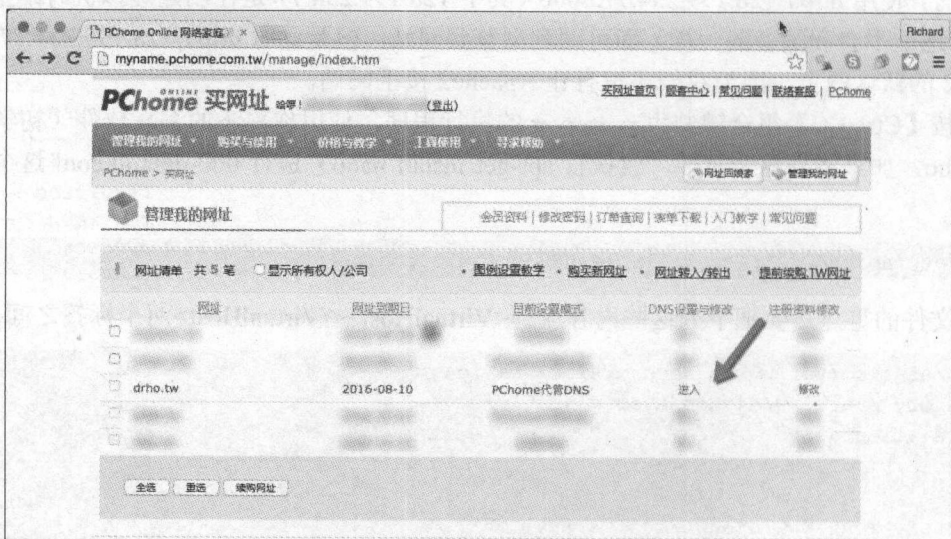 PChome Online 网络家庭 ×
Richard
myname.pchome.com.tw/manage/index.htm
ONLINE
PChome 买网址 哈啰! (登出)
买网址首页 | 顾客中心 | 常见问题 | 联络客服 | PChome
管理我的网址 购买与使用 价格与教学 工具使用 寻求帮助
PChome > 买网址
网址回娘家 管理我的网址
管理我的网址
会员资料 | 修改密码 | 订单查询 | 表单下载 | 入门教学 | 常见问题
网址清单 共 5 笔 显示所有权人/公司 • 图例设置教学 • 购买新网址 • 网址转入/转出 • 提前续购.TW网址
网址 网址到期日 目前设置模式 DNS设置与修改 注册资料修改
drho.tw 2016-08-10 PChome代管DNS 进入 修改
全选 重选 续购网址